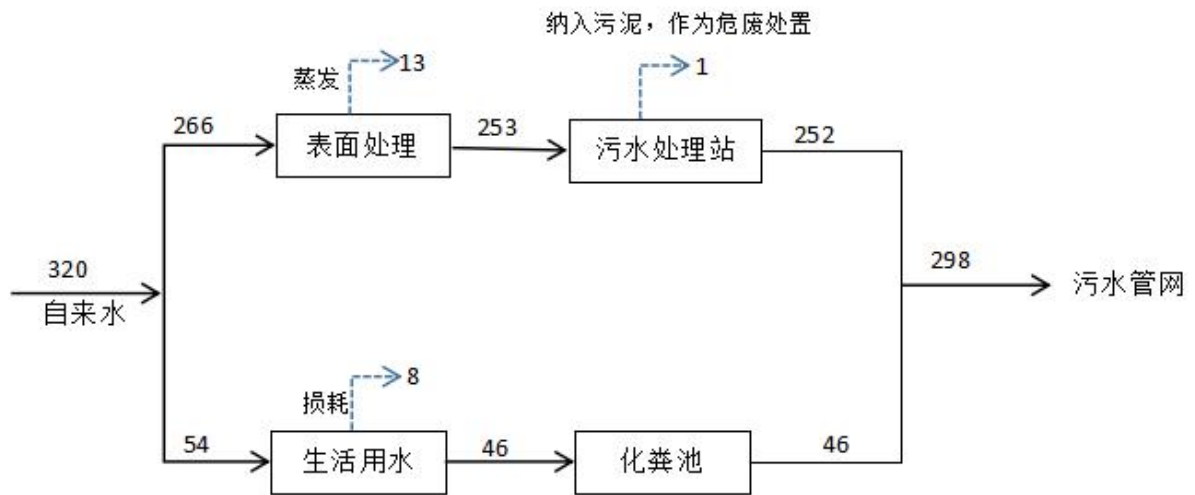 纳入污泥，作为危废处置
蒸发
13
1
266
表面处理
253
污水处理站
252
320
自来水
298
污水管网
损耗
8
54
生活用水
46
化粪池
46